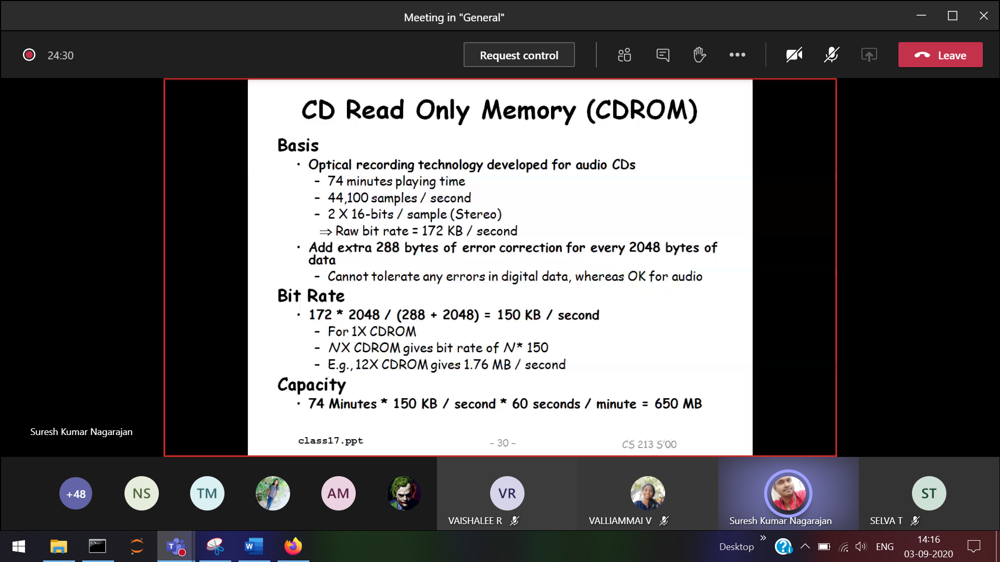 Meeting in "General"
24:30
Request control
Leave
CD Read Only Memory (CDROM)
Basis
• Optical recording technology developed for audio CDs
– 74 minutes playing time
– 44,100 samples / second
– 2 X 16-bits / sample (Stereo)
⇒ Raw bit rate = 172 KB / second
• Add extra 288 bytes of error correction for every 2048 bytes of
data
– Cannot tolerate any errors in digital data, whereas OK for audio
Bit Rate
• 172 * 2048 / (288 + 2048) = 150 KB / second
– For 1X CDROM
– NX CDROM gives bit rate of N* 150
– E.g., 12X CDROM gives 1.76 MB / second
Capacity
• 74 Minutes * 150 KB / second * 60 seconds / minute = 650 MB
class17.ppt
– 30 –
CS 213 S'00
Suresh Kumar Nagarajan
+48
NS
TM
AM
VR
VAISHALEE R
VALLIAMMAI V
Suresh Kumar Nagarajan
ST
SELVA T
Desktop
ENG
14:16
03-09-2020